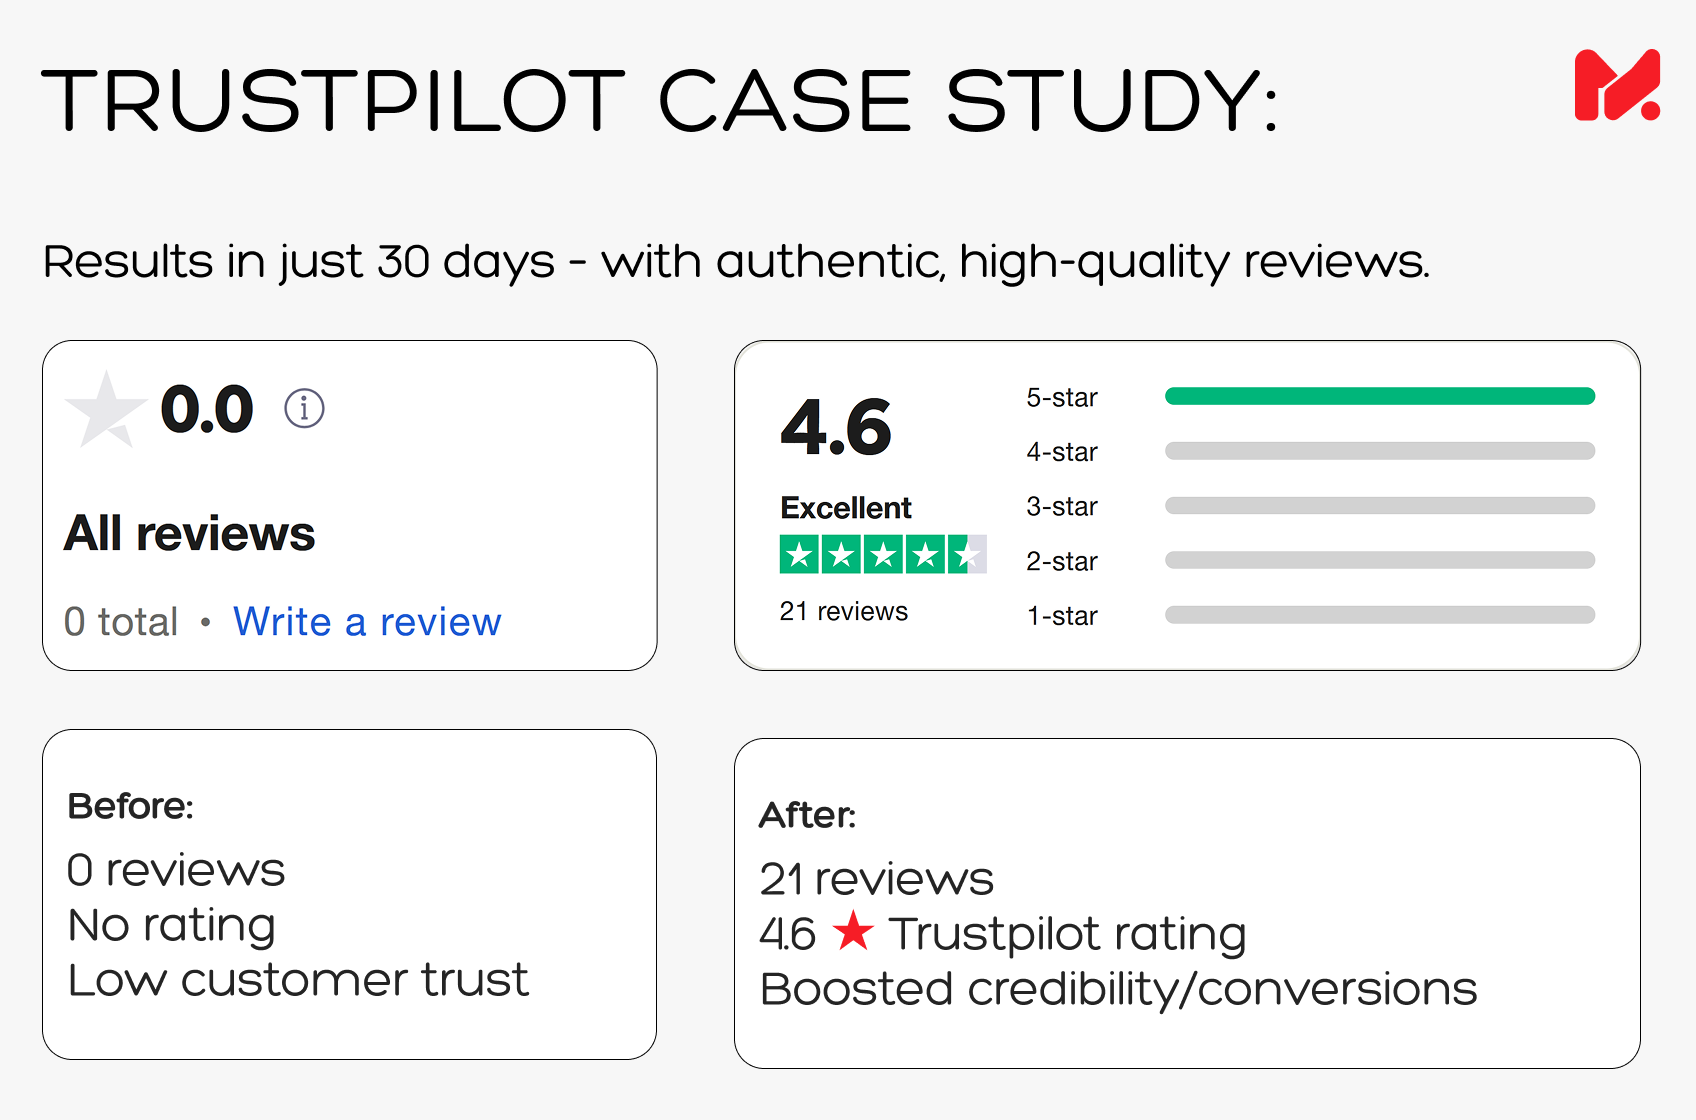 TRUSTPILOT CASE STUDY:
Results in just 30 days - with authentic, high-quality reviews.
0.0
All reviews
0 total • Write a review
4.6
Excellent
21 reviews
5-star
4-star
3-star
2-star
1-star
Before:
0 reviews
No rating
Low customer trust
After:
21 reviews
4.6 ★ Trustpilot rating
Boosted credibility/conversions